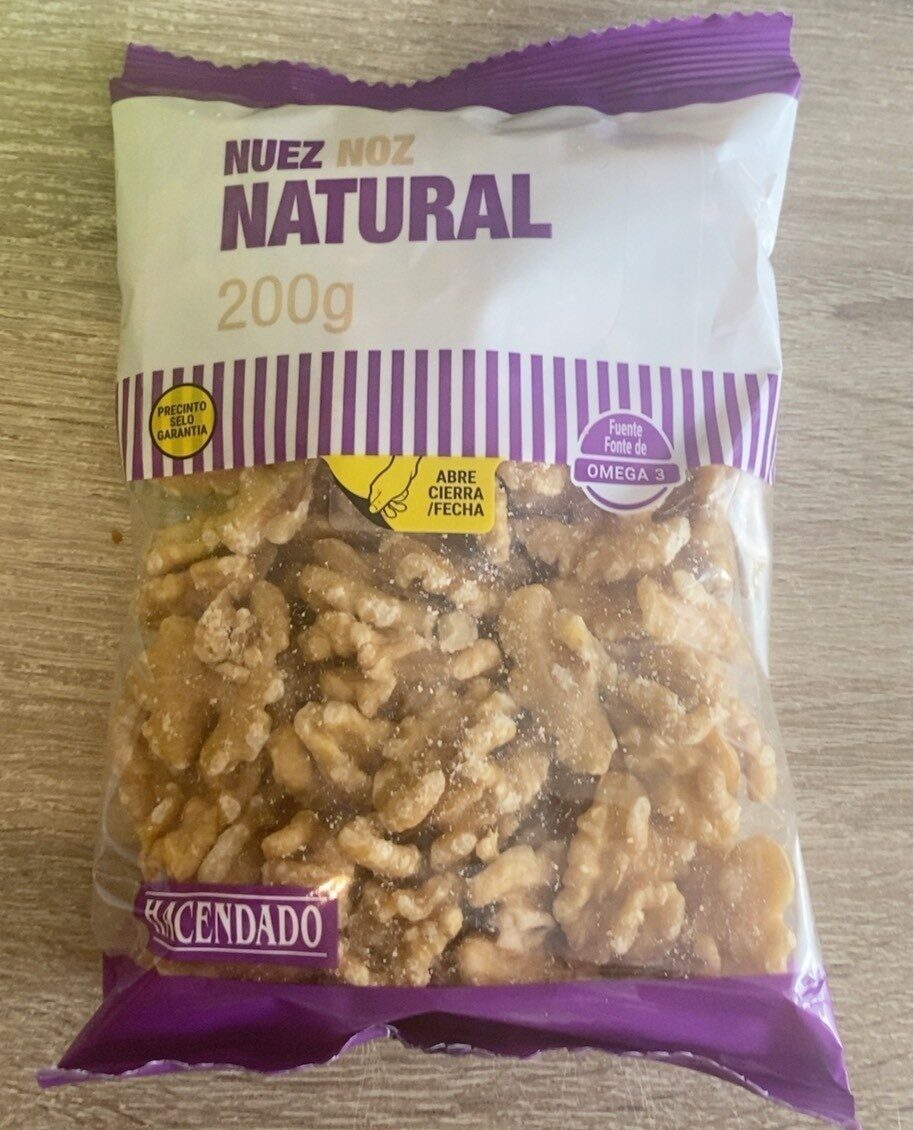 NUEZ NOZ
NATURAL
200g
PRECINTO
SELO
GARANTIA
ABRE
CIERRA
/FECHA
Fuente
Fonte de
OMEGA 3
HACENDADO